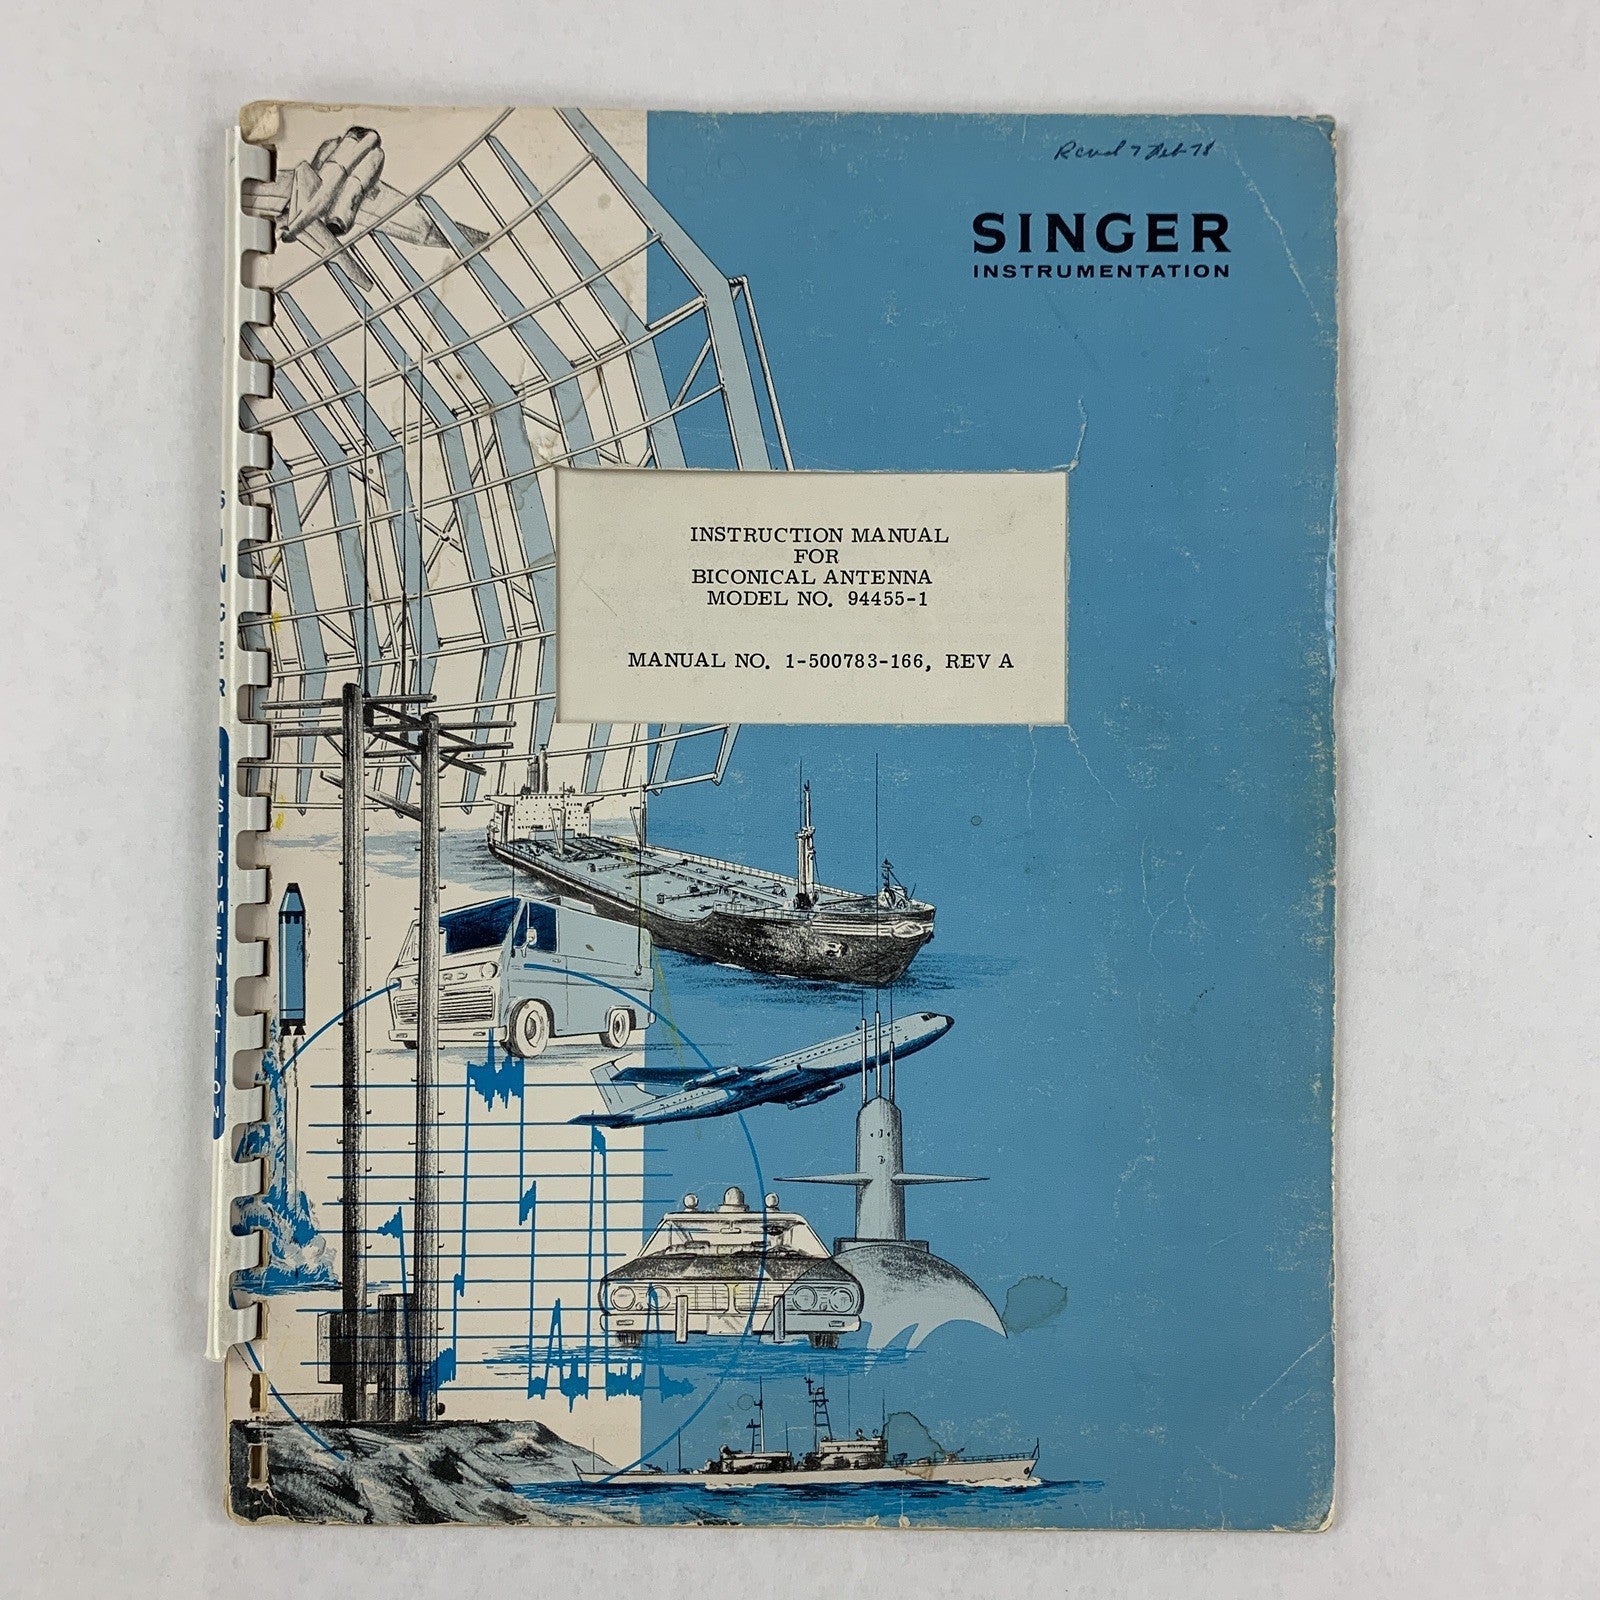 Rcvd 7 Feb 78
SINGER
INSTRUMENTATION
INSTRUCTION MANUAL
FOR
BICONICAL ANTENNA
MODEL NO. 94455-1
MANUAL NO. 1-500783-166, REV A
SINGER INSTRUMENTATION